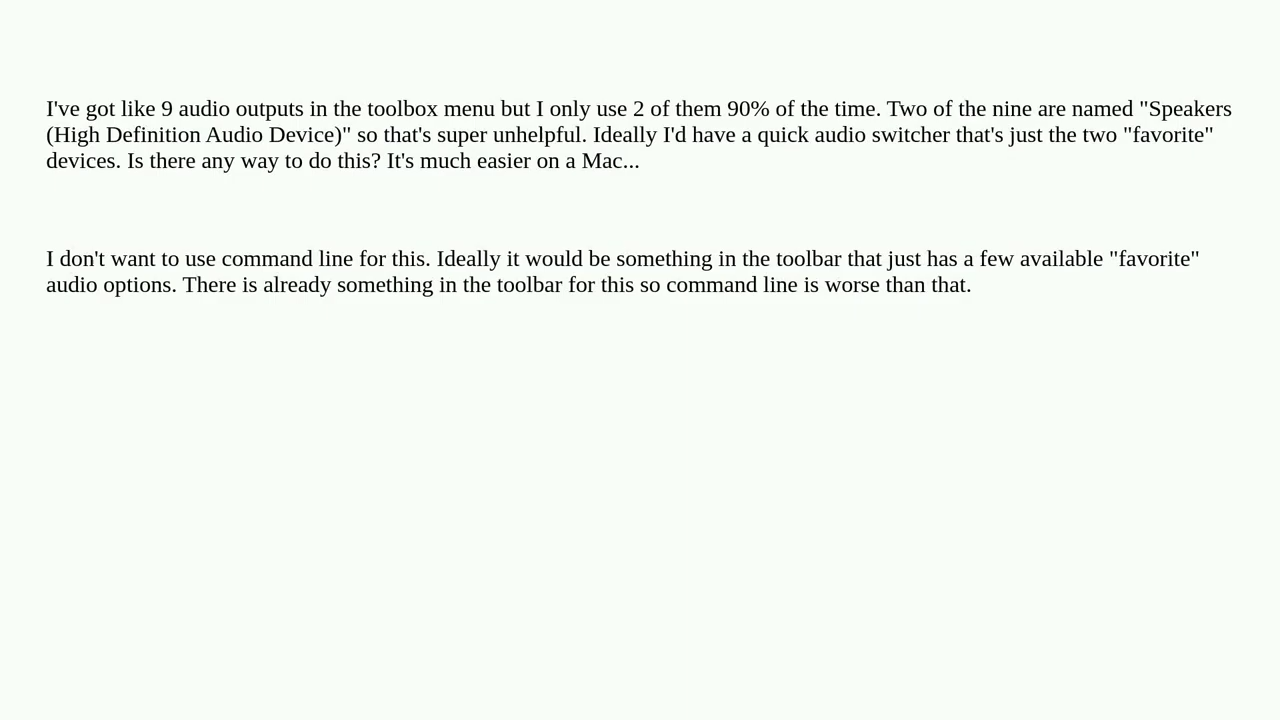 I've got like 9 audio outputs in the toolbox menu but I only use 2 of them 90% of the time. Two of the nine are named "Speakers
(High Definition Audio Device)" so that's super unhelpful. Ideally I'd have a quick audio switcher that's just the two "favorite"
devices. Is there any way to do this? It's much easier on a Mac...
I don't want to use command line for this. Ideally it would be something in the toolbar that just has a few available "favorite"
audio options. There is already something in the toolbar for this so command line is worse than that.